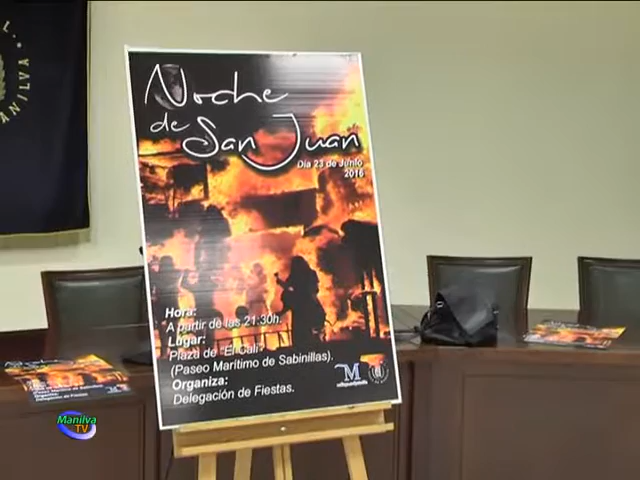 ANILVA
Noche
de San Juan
Día 23 de Junio
2016
Hora:
A partir de las 21:30h.
Lugar:
Plaza de "El Cali"
(Paseo Marítimo de Sabinillas).
Organiza:
Delegación de Fiestas.
M
Manilva
TV